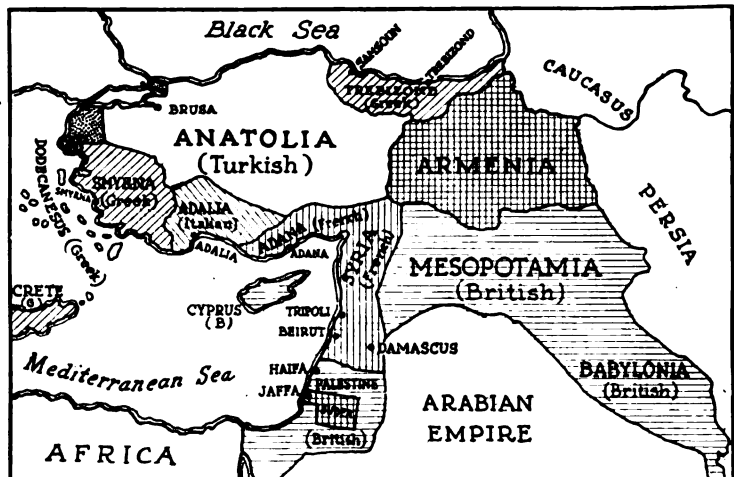 Black Sea
SAMSOUN
TREBIZOND
TREBIZOND
(Greek)
CAUCASUS
BRUSA
ANATOLIA
(Turkish)
ARMENIA
DODECANESUS (Greek)
SMYRNA
SMYRNA
(Greek)
ADALIA
(Italian)
ADALIA
ADANA (French)
ADANA
SYRIA
(French)
PERSIA
MESOPOTAMIA
(British)
CRETE
(G)
CYPRUS
(B)
TRIPOLI
BEIRUT
DAMASCUS
Mediterranean Sea
HAIFA
JAFFA
PALESTINE
(British)
BABYLONIA
(British)
ARABIAN
EMPIRE
AFRICA